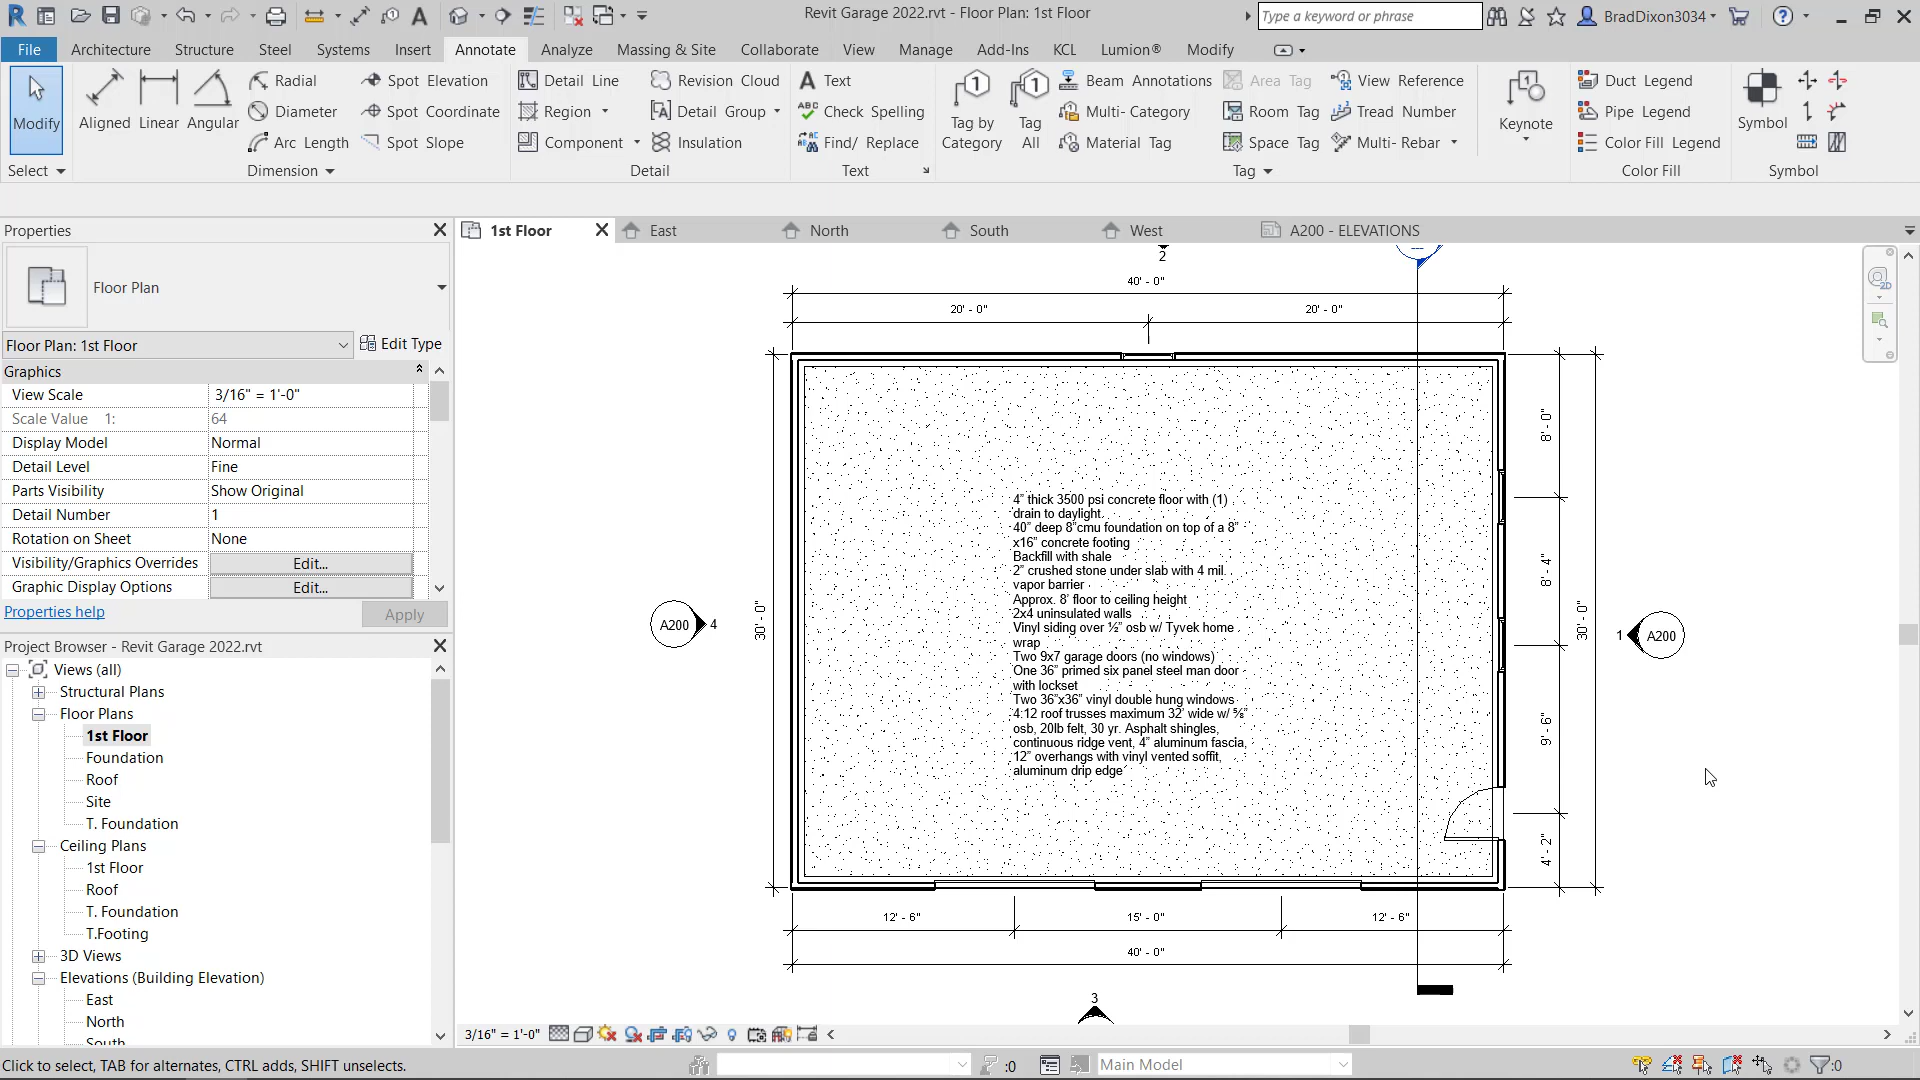 Revit Garage 2022.rvt - Floor Plan: 1st Floor
Type a keyword or phrase
BradDixon3034
File Architecture Structure Steel Systems Insert Annotate Analyze Massing & Site Collaborate View Manage Add-Ins KCL Lumion® Modify
Modify
Aligned
Linear
Angular
Radial
Diameter
Arc Length
Spot Elevation
Spot Coordinate
Spot Slope
Detail Line
Region
Component
Revision Cloud
Detail Group
Insulation
A Text
ABC Check Spelling
Find/ Replace
Tag by
Category
Tag
All
Beam Annotations
Multi- Category
Material Tag
Area Tag
Room Tag
Space Tag
View Reference
Tread Number
Multi- Rebar
Keynote
Duct Legend
Pipe Legend
Color Fill Legend
Symbol
Select Dimension Detail Text Tag Color Fill Symbol
Properties
1st Floor East North South West A200 - ELEVATIONS
Floor Plan
Floor Plan: 1st Floor Edit Type
Graphics
View Scale 3/16" = 1'-0"
Scale Value 1: 64
Display Model Normal
Detail Level Fine
Parts Visibility Show Original
Detail Number 1
Rotation on Sheet None
Visibility/Graphics Overrides Edit...
Graphic Display Options Edit...
Properties help Apply
Project Browser - Revit Garage 2022.rvt
Views (all)
Structural Plans
Floor Plans
1st Floor
Foundation
Roof
Site
T. Foundation
Ceiling Plans
1st Floor
Roof
T. Foundation
T.Footing
3D Views
Elevations (Building Elevation)
East
North
South
2D
2
---
40' - 0"
20' - 0" 20' - 0"
30' - 0"
A200 4
4” thick 3500 psi concrete floor with (1)
drain to daylight.
40” deep 8”cmu foundation on top of a 8”
x16” concrete footing
Backfill with shale
2” crushed stone under slab with 4 mil.
vapor barrier
Approx. 8’ floor to ceiling height
2x4 uninsulated walls
Vinyl siding over ½” osb w/ Tyvek home
wrap
Two 9x7 garage doors (no windows)
One 36” primed six panel steel man door
with lockset
Two 36”x36” vinyl double hung windows
4:12 roof trusses maximum 32’ wide w/ ⅝”
osb, 20lb felt, 30 yr. Asphalt shingles,
continuous ridge vent, 4” aluminum fascia,
12” overhangs with vinyl vented soffit,
aluminum drip edge
8' - 0"
8' - 4"
9' - 6"
4' - 2"
30' - 0"
1 A200
12' - 6" 15' - 0" 12' - 6"
40' - 0"
3
3/16" = 1'-0"
Click to select, TAB for alternates, CTRL adds, SHIFT unselects.
:0
Main Model
:0